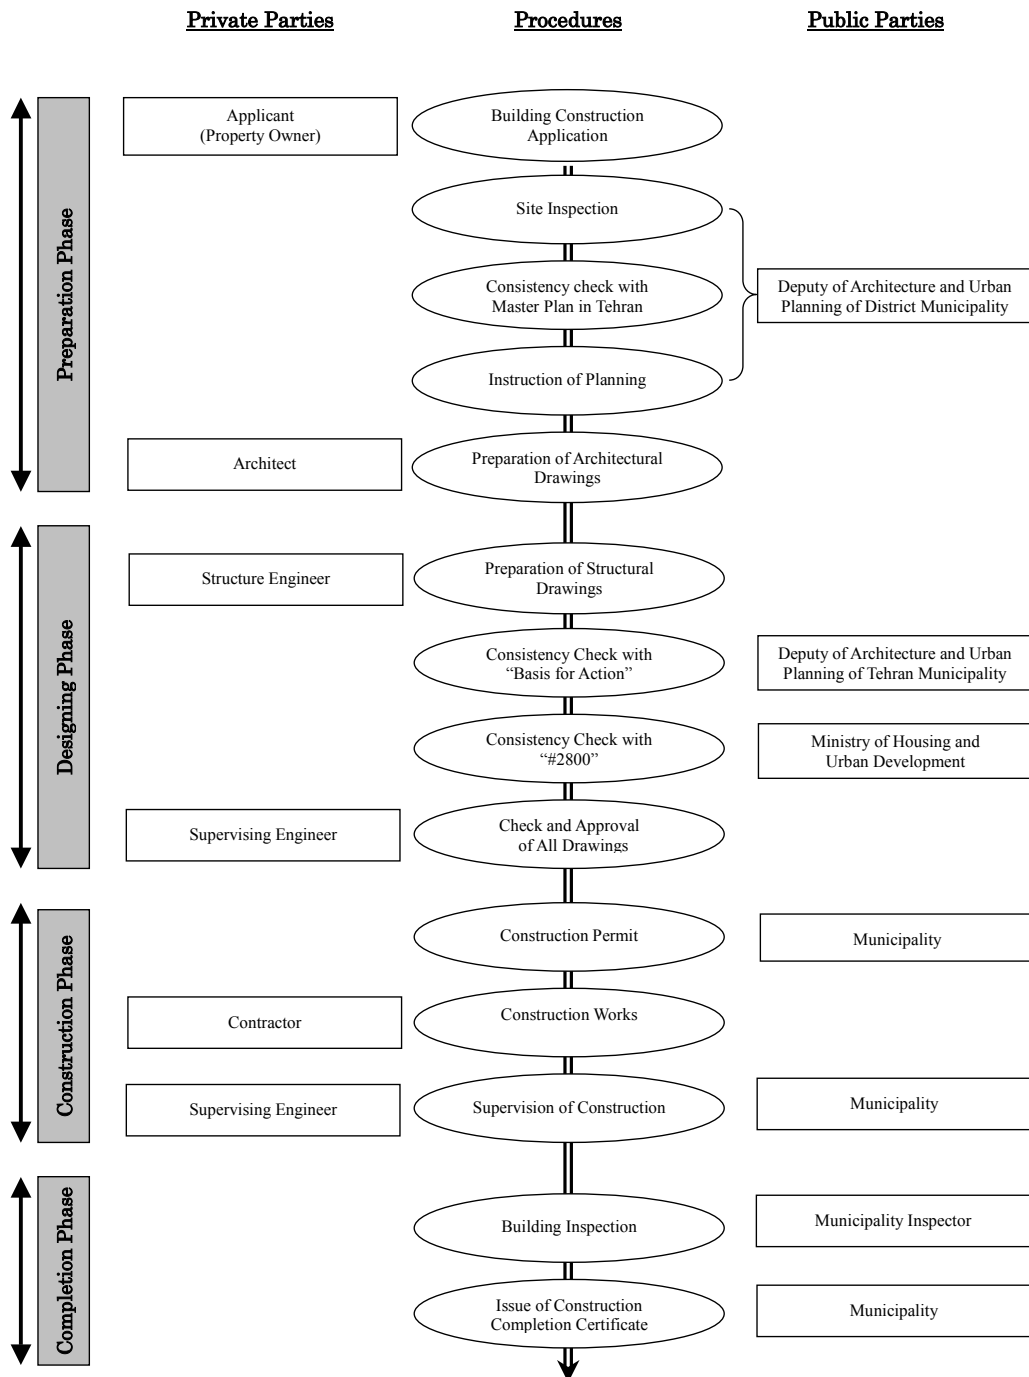 Private Parties
Procedures
Public Parties
Preparation Phase
Applicant
(Property Owner)
Building Construction
Application
Site Inspection
Consistency check with
Master Plan in Tehran
Deputy of Architecture and Urban
Planning of District Municipality
Instruction of Planning
Architect
Preparation of Architectural
Drawings
Designing Phase
Structure Engineer
Preparation of Structural
Drawings
Consistency Check with
“Basis for Action”
Deputy of Architecture and Urban
Planning of Tehran Municipality
Consistency Check with
“#2800”
Ministry of Housing and
Urban Development
Supervising Engineer
Check and Approval
of All Drawings
Construction Phase
Construction Permit
Municipality
Contractor
Construction Works
Supervising Engineer
Supervision of Construction
Municipality
Completion Phase
Building Inspection
Municipality Inspector
Issue of Construction
Completion Certificate
Municipality